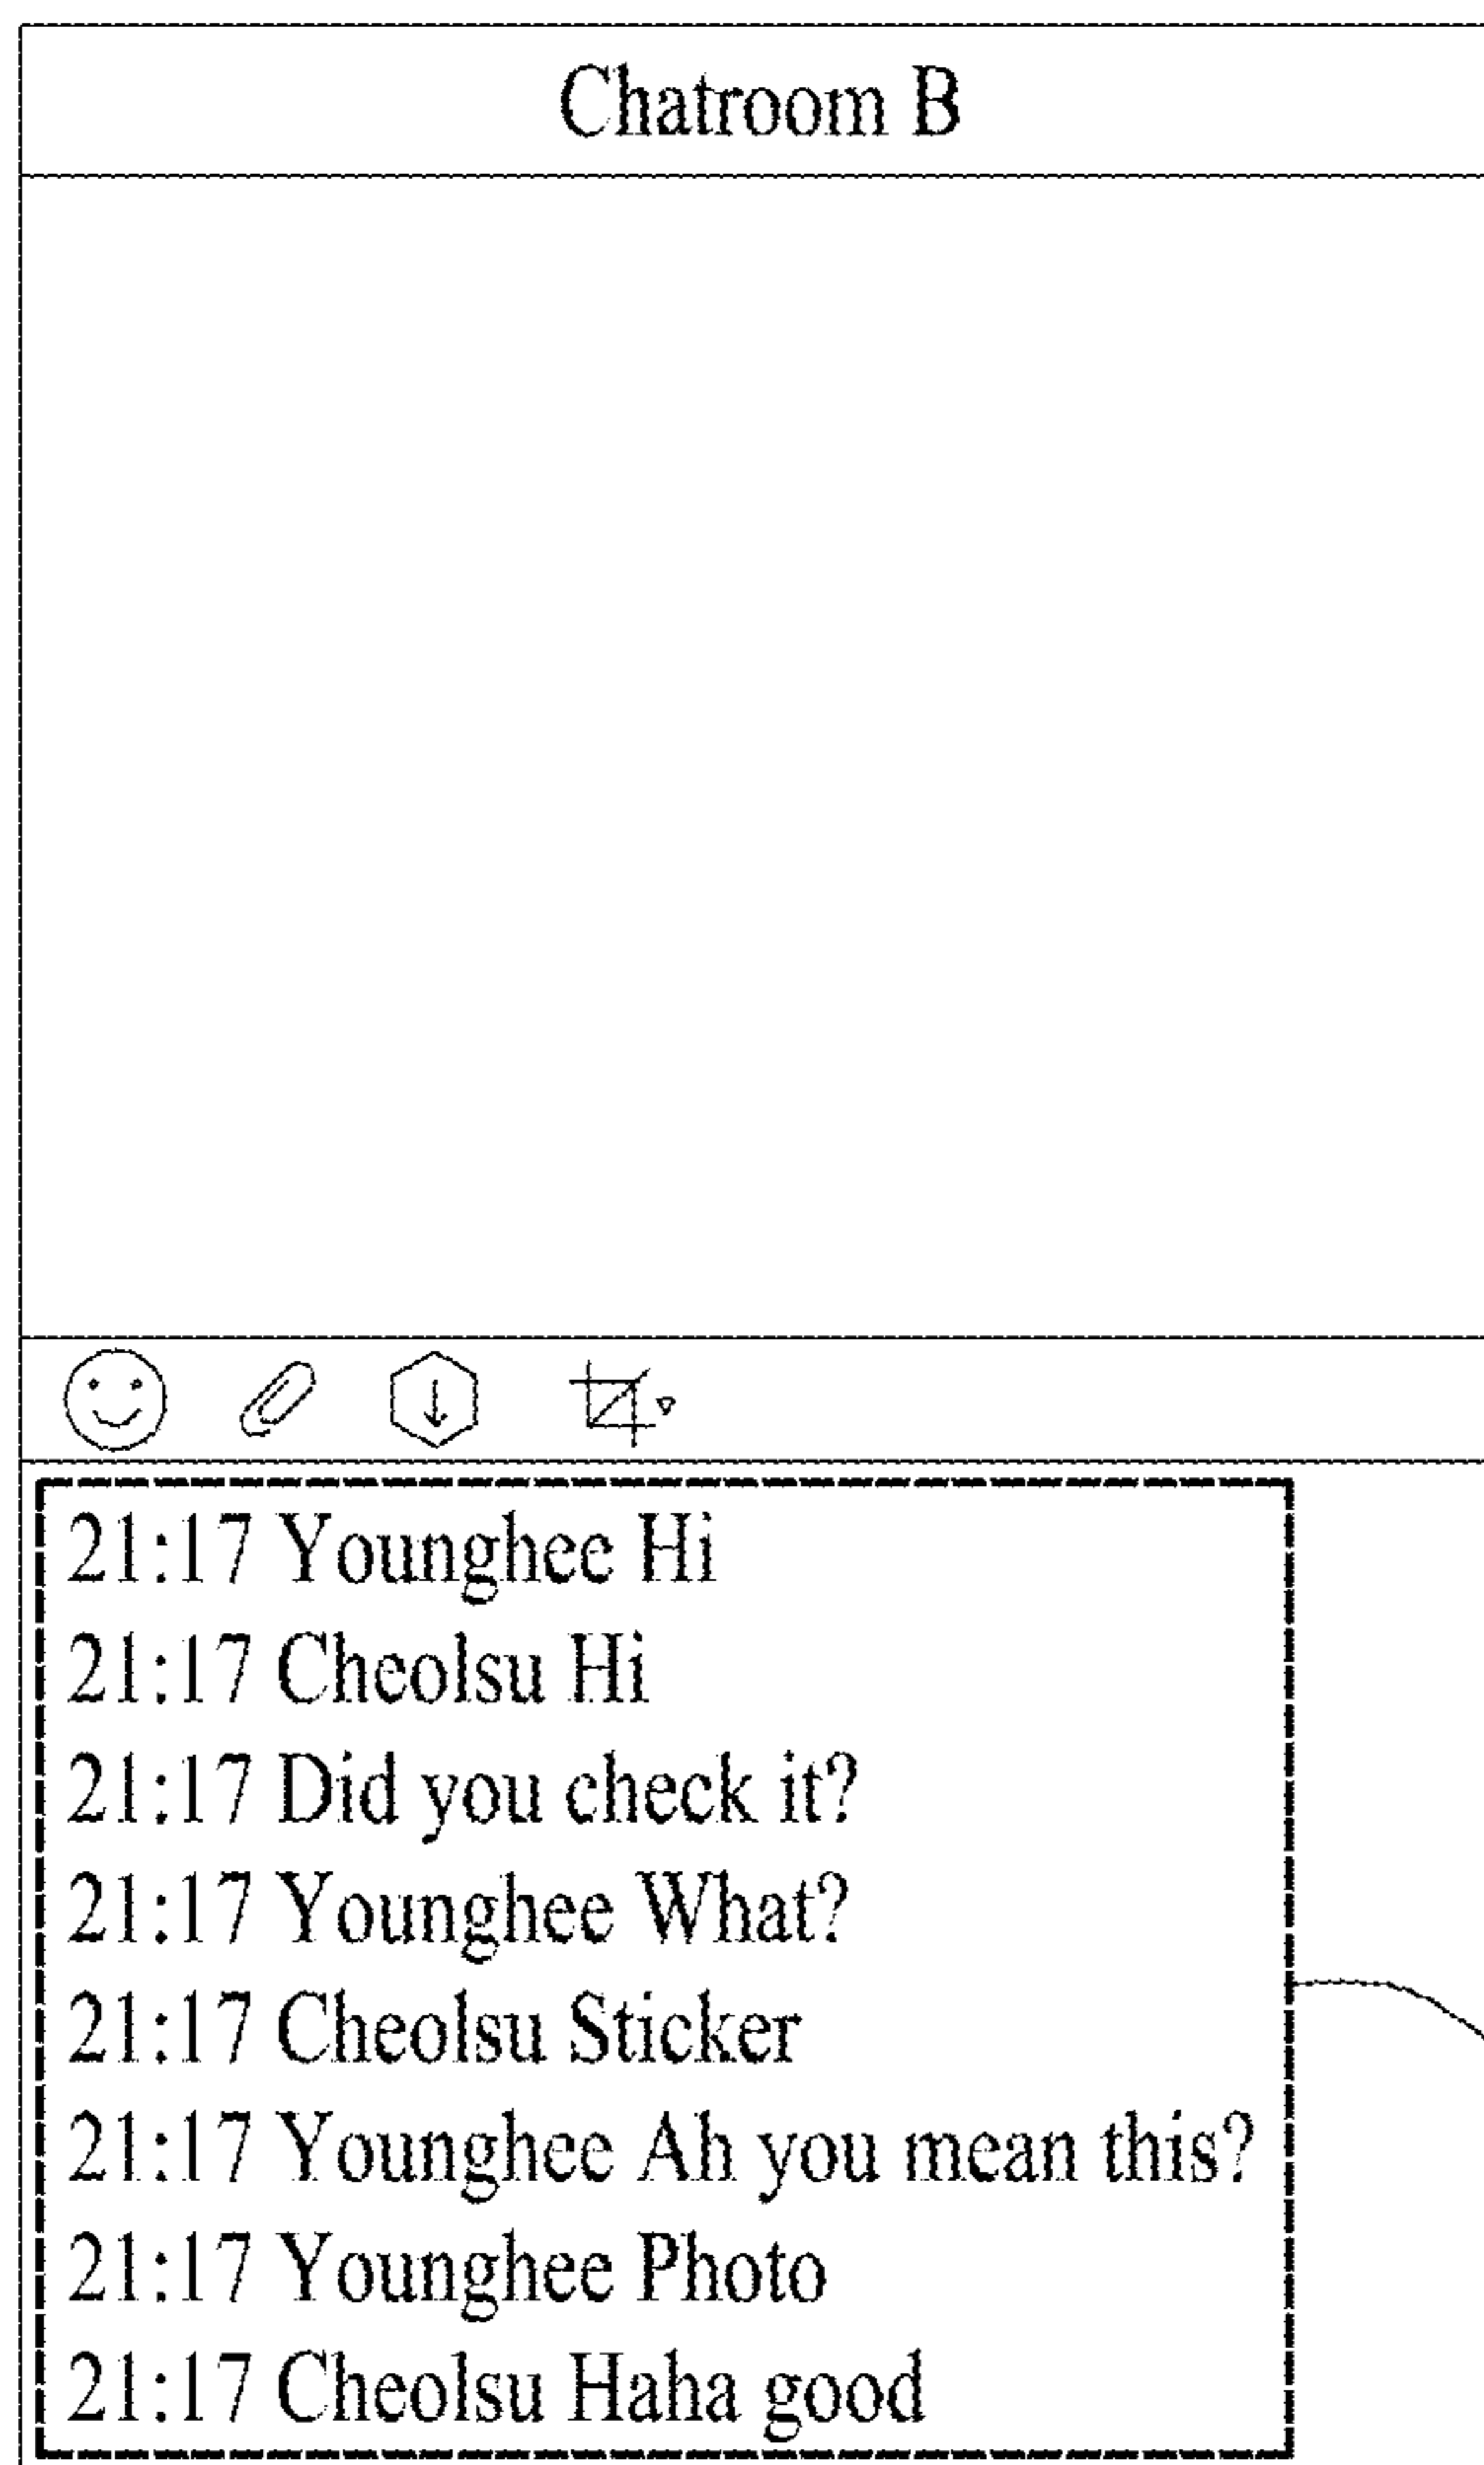 Chatroom B
21:17 Younghee Hi
21:17 Cheolsu Hi
21:17 Did you check it?
21:17 Younghee What?
21:17 Cheolsu Sticker
21:17 Younghee Ah you mean this?
21:17 Younghee Photo
21:17 Cheolsu Haha good